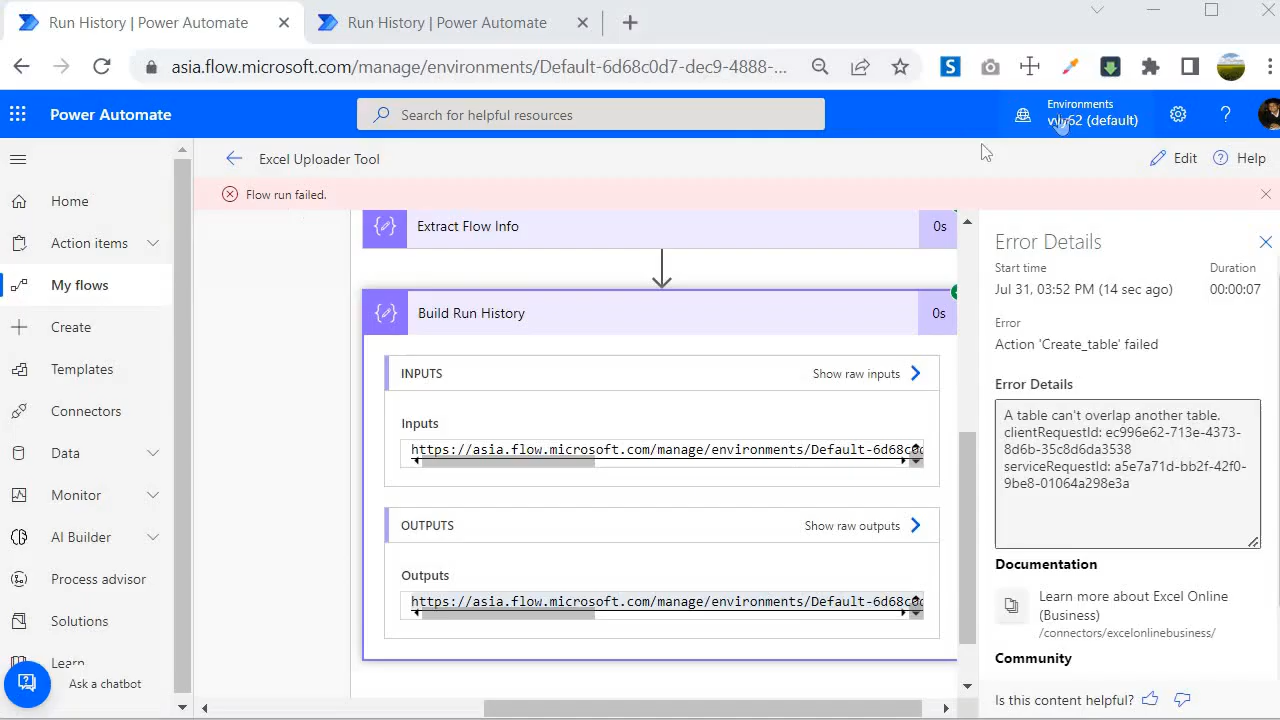 Run History | Power Automate
Run History | Power Automate
asia.flow.microsoft.com/manage/environments/Default-6d68c0d7-dec9-4888-...
Power Automate
Search for helpful resources
Environments
(default)
Excel Uploader Tool
Edit
Help
Flow run failed.
Home
Action items
My flows
Create
Templates
Connectors
Data
Monitor
AI Builder
Process advisor
Solutions
Learn
Ask a chatbot
Extract Flow Info
0s
Build Run History
0s
INPUTS
Show raw inputs
Inputs
https://asia.flow.microsoft.com/manage/environments/Default-6d68c0d
OUTPUTS
Show raw outputs
Outputs
https://asia.flow.microsoft.com/manage/environments/Default-6d68c0d
Error Details
Start time
Duration
Jul 31, 03:52 PM (14 sec ago)
00:00:07
Error
Action 'Create_table' failed
Error Details
A table can't overlap another table.
clientRequestId: ec996e62-713e-4373-
8d6b-35c8d6da3538
serviceRequestId: a5e7a71d-bb2f-42f0-
9be8-01064a298e3a
Documentation
Learn more about Excel Online
(Business)
/connectors/excelonlinebusiness/
Community
Is this content helpful?